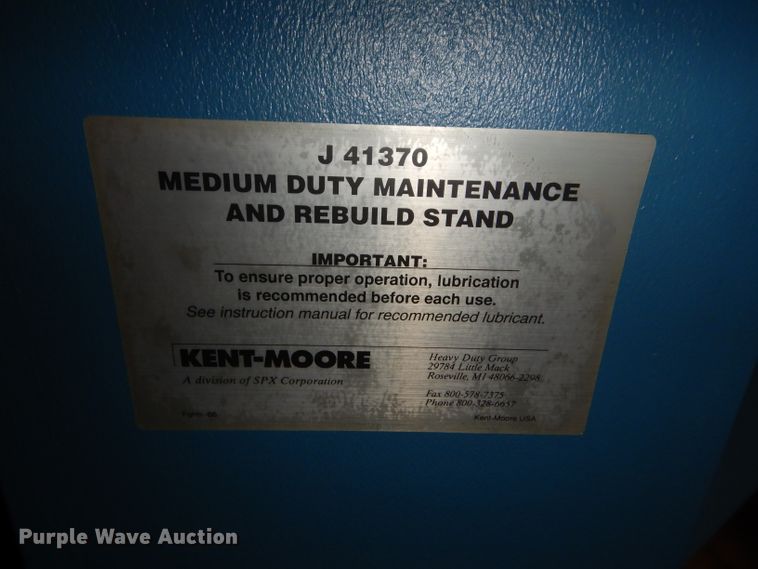 J 41370
MEDIUM DUTY MAINTENANCE
AND REBUILD STAND
IMPORTANT:
To ensure proper operation, lubrication
is recommended before each use.
See instruction manual for recommended lubricant.
KENT-MOORE
A division of SPX Corporation
Heavy Duty Group
29784 Little Mack
Roseville, MI 48066-2298
Fax 800-578-7375
Phone 800-328-6657
Kent-Moore USA
Purple Wave Auction